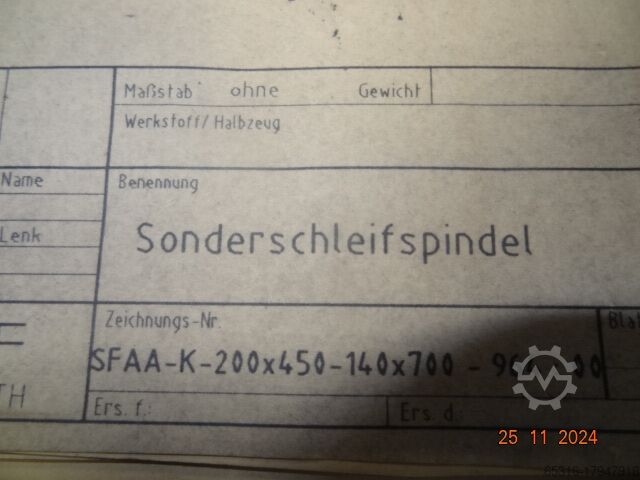 Maßstab ohne Gewicht
Werkstoff/Halbzeug
Name Benennung
Lenk
Sonderschleifspindel
Zeichnungs-Nr.
SFAA-K-200x450-140x700 -
TH
Ers. f.: Ers. d.:
25 11 2024